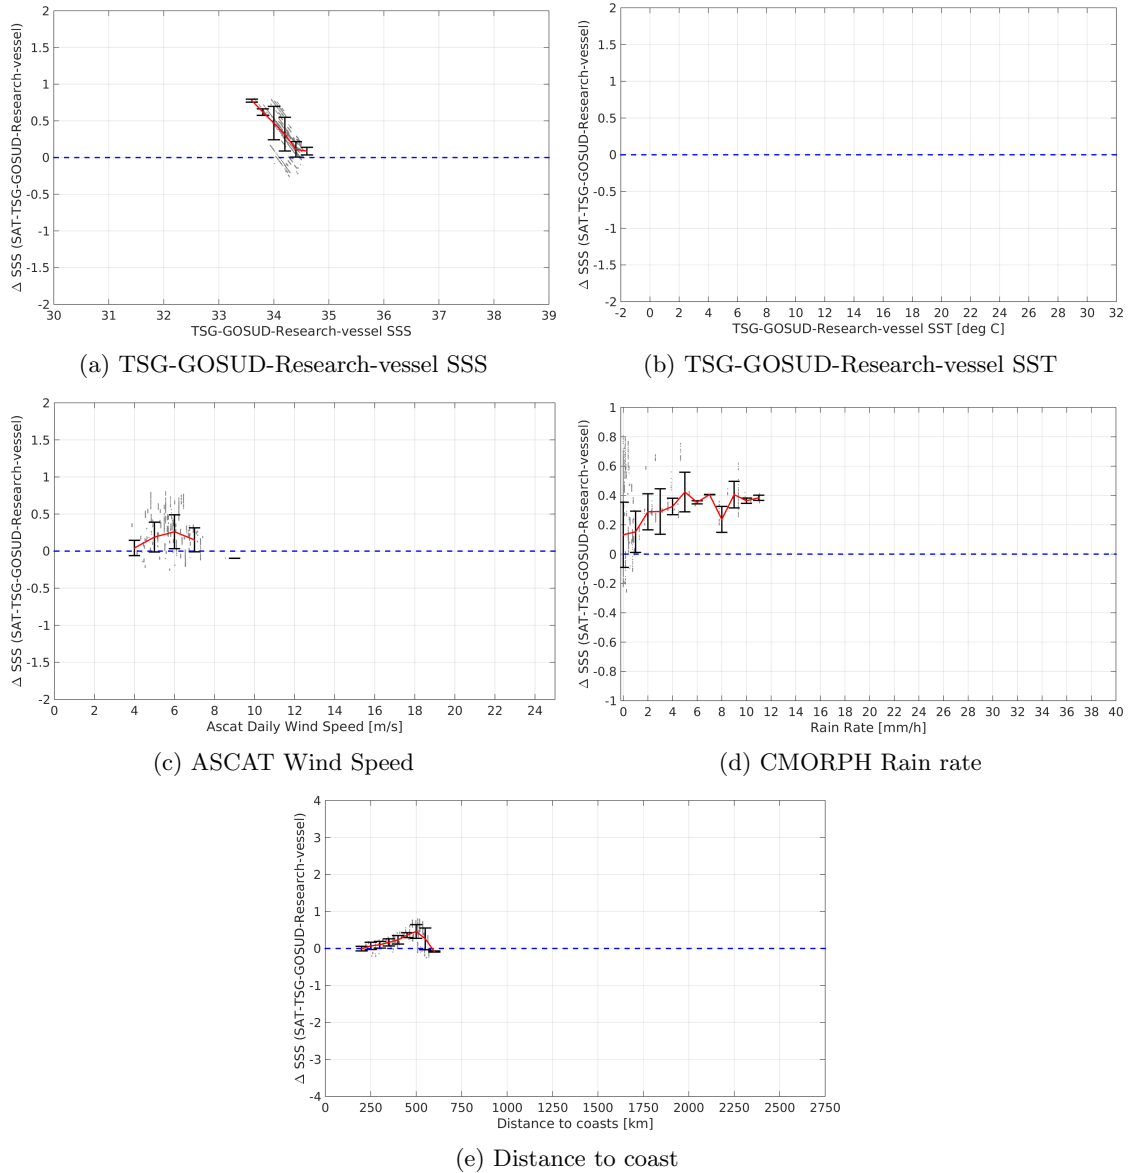 2
1.5
1
0.5
0
-0.5
-1
-1.5
-2
Δ SSS (SAT-TSG-GOSUD-Research-vessel)
30 31 32 33 34 35 36 37 38 39
TSG-GOSUD-Research-vessel SSS
(a) TSG-GOSUD-Research-vessel SSS
2
1.5
1
0.5
0
-0.5
-1
-1.5
-2
Δ SSS (SAT-TSG-GOSUD-Research-vessel)
-2 0 2 4 6 8 10 12 14 16 18 20 22 24 26 28 30 32
TSG-GOSUD-Research-vessel SST [deg C]
(b) TSG-GOSUD-Research-vessel SST
2
1.5
1
0.5
0
-0.5
-1
-1.5
-2
Δ SSS (SAT-TSG-GOSUD-Research-vessel)
0 2 4 6 8 10 12 14 16 18 20 22 24
Ascat Daily Wind Speed [m/s]
(c) ASCAT Wind Speed
1
0.8
0.6
0.4
0.2
0
-0.2
-0.4
-0.6
-0.8
-1
Δ SSS (SAT-TSG-GOSUD-Research-vessel)
0 2 4 6 8 10 12 14 16 18 20 22 24 26 28 30 32 34 36 38 40
Rain Rate [mm/h]
(d) CMORPH Rain rate
4
3
2
1
0
-1
-2
-3
-4
Δ SSS (SAT-TSG-GOSUD-Research-vessel)
0 250 500 750 1000 1250 1500 1750 2000 2250 2500 2750
Distance to coasts [km]
(e) Distance to coast